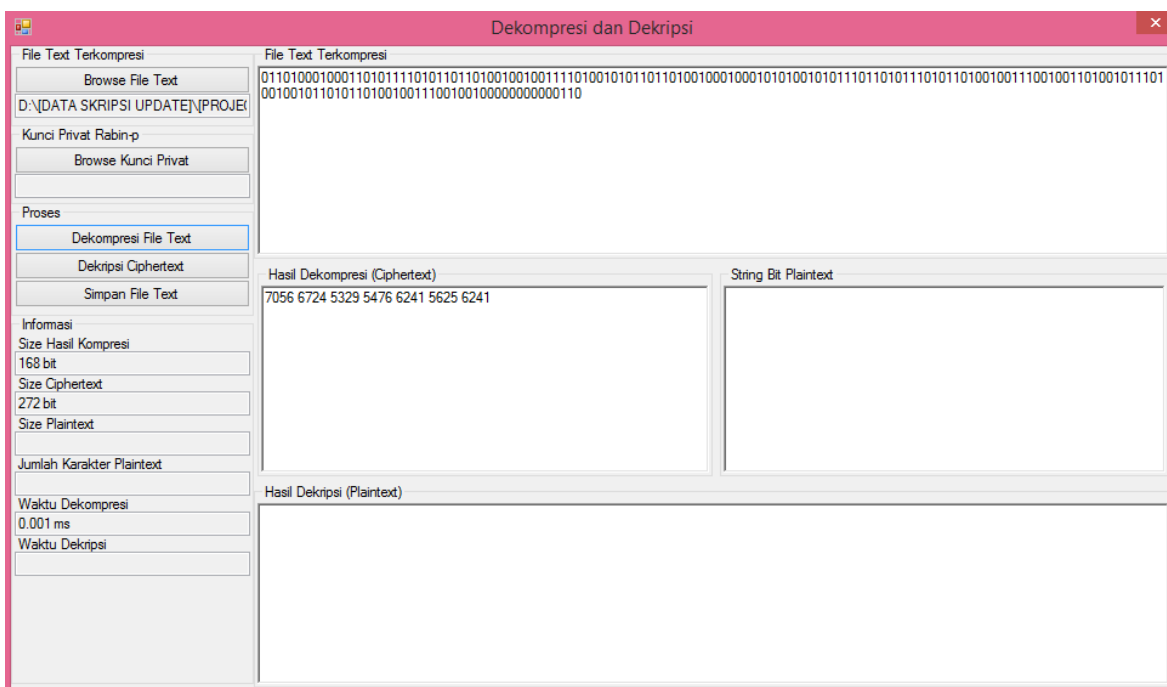 Dekompresi dan Dekripsi
File Text Terkompresi
Browse File Text
D:\[DATA SKRIPSI UPDATE]\[PROJE
Kunci Privat Rabin-p
Browse Kunci Privat
Proses
Dekompresi File Text
Dekripsi Ciphertext
Simpan File Text
Informasi
Size Hasil Kompresi
168 bit
Size Ciphertext
272 bit
Size Plaintext
Jumlah Karakter Plaintext
Waktu Dekompresi
0.001 ms
Waktu Dekripsi
File Text Terkompresi
00100101101011010010011100100100000000000110
Hasil Dekompresi (Ciphertext)
7056 6724 5329 5476 6241 5625 6241
String Bit Plaintext
Hasil Dekripsi (Plaintext)